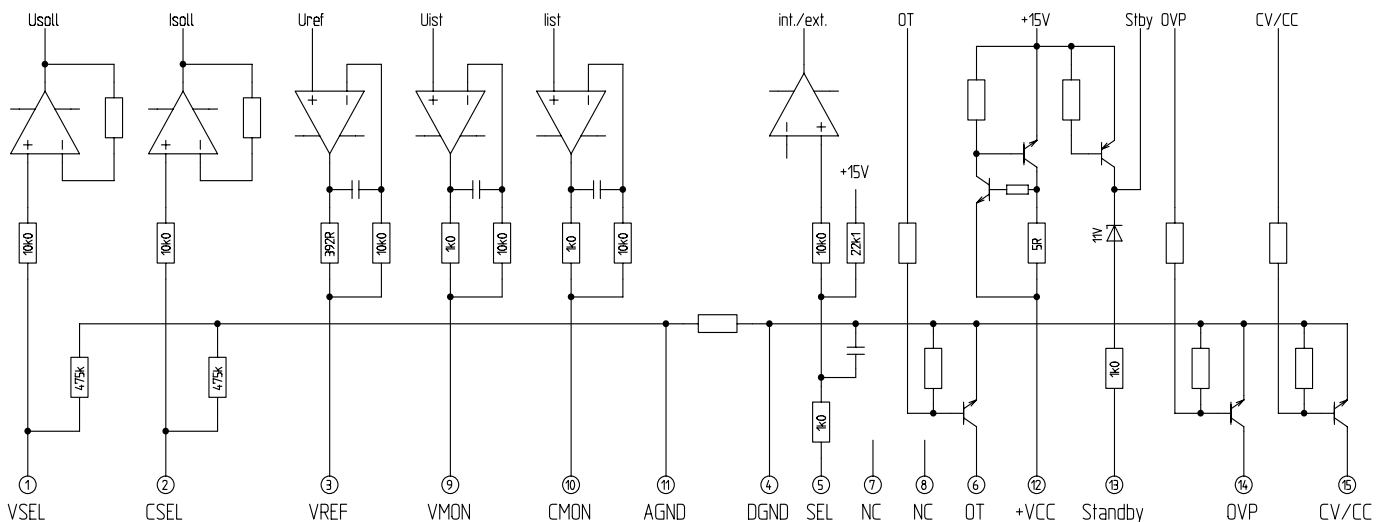 Usoll Isoll Uref Uist Iist int./ext. OT +15V Stby OVP CV/CC
+ − + − + − + − + − − +
+15V
10k0 10k0 392R 10k0 1k0 10k0 1k0 10k0 10k0 22k1 5R 11V
475k 475k 1k0
1k0
1 2 3 9 10 11 4 5 7 8 6 12 13 14 15
VSEL CSEL VREF VMON CMON AGND DGND SEL NC NC OT +VCC Standby OVP CV/CC